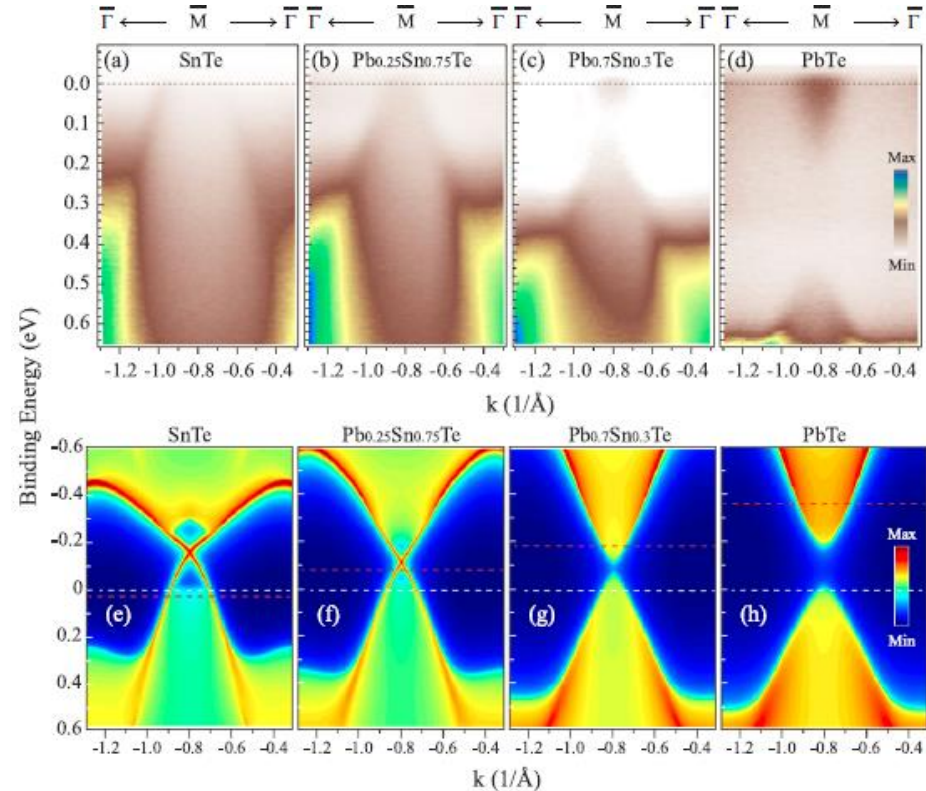 Γ̅ ← M̅ → Γ̅ Γ̅ ← M̅ → Γ̅ Γ̅ ← M̅ → Γ̅ Γ̅ ← M̅ → Γ̅
(a) SnTe (b) Pb0.25Sn0.75Te (c) Pb0.7Sn0.3Te (d) PbTe
0.0
0.1
0.2
0.3
0.4
0.5
0.6
Max
Min
-1.2 -1.0 -0.8 -0.6 -0.4 -1.2 -1.0 -0.8 -0.6 -0.4 -1.2 -1.0 -0.8 -0.6 -0.4 -1.2 -1.0 -0.8 -0.6 -0.4
k (1/Å)
Binding Energy (eV)
SnTe Pb0.25Sn0.75Te Pb0.7Sn0.3Te PbTe
-0.6
-0.4
-0.2
0
0.2
0.4
0.6
(e) (f) (g) (h)
Max
Min
-1.2 -1.0 -0.8 -0.6 -0.4 -1.2 -1.0 -0.8 -0.6 -0.4 -1.2 -1.0 -0.8 -0.6 -0.4 -1.2 -1.0 -0.8 -0.6 -0.4
k (1/Å)